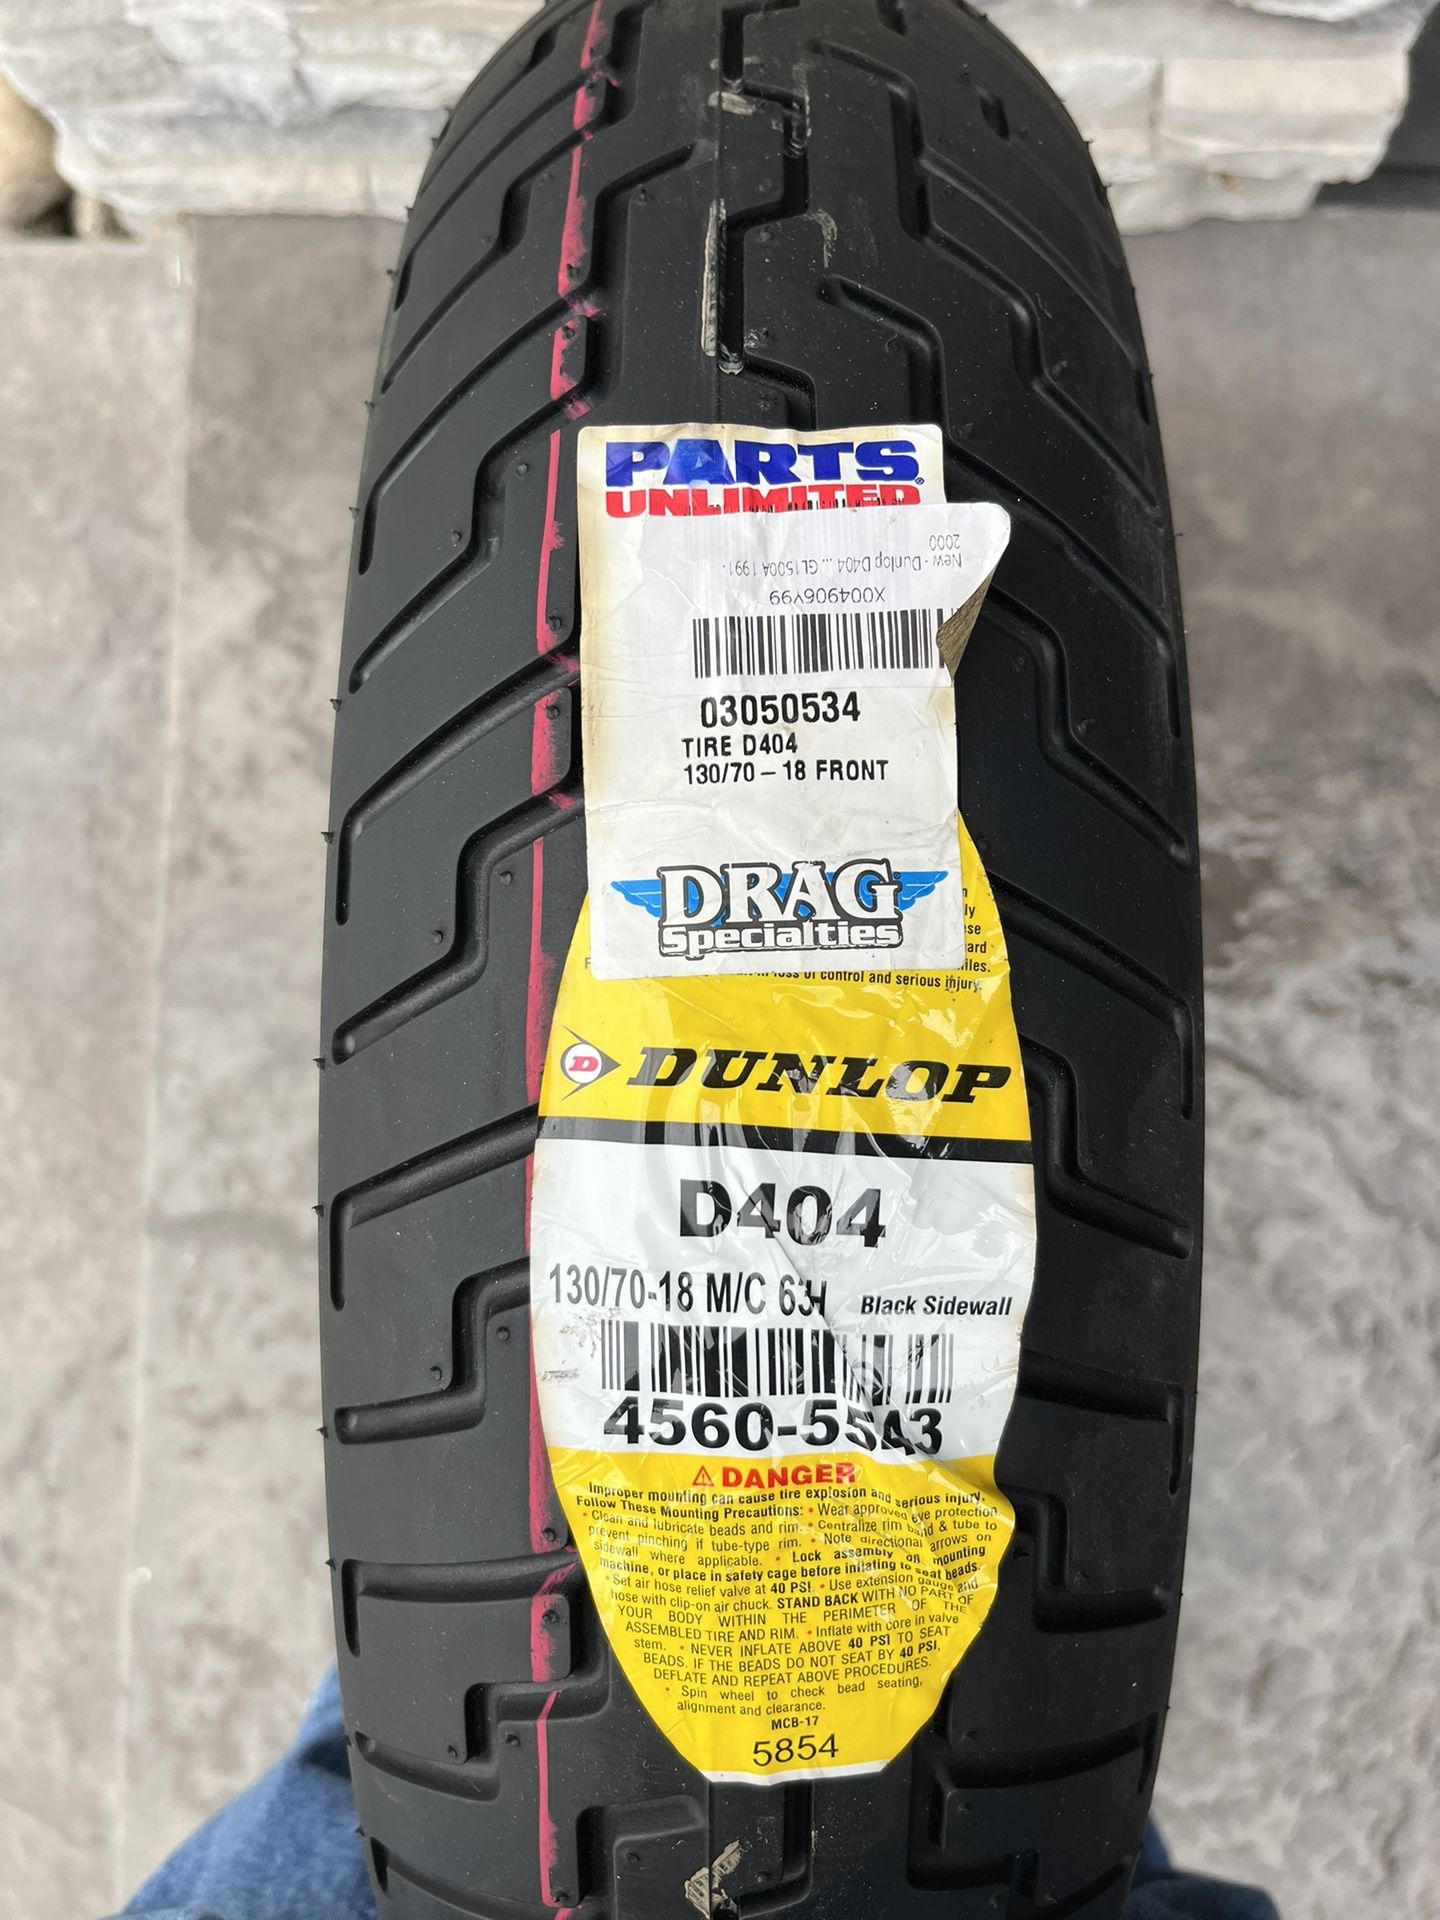 PARTS
UNLIMITED
New - Dunlop D404 ... GL1500A 1991-
2000
X004906Y99
03050534
TIRE D404
130/70 – 18 FRONT
DRAG
Specialties
iles.
loss of control and serious injury.
D DUNLOP
D404
130/70-18 M/C 63H Black Sidewall
4560-5543
⚠ DANGER
Improper mounting can cause tire explosion and serious injury.
Follow These Mounting Precautions: • Wear approved eye protection
• Clean and lubricate beads and rim. • Centralize rim band & tube to
prevent pinching if tube-type rim. • Note directional arrows on
sidewall where applicable. • Lock assembly on mounting
machine, or place in safety cage before inflating to seat beads.
• Set air hose relief valve at 40 PSI. • Use extension gauge and
hose with clip-on air chuck. STAND BACK WITH NO PART OF
YOUR BODY WITHIN THE PERIMETER OF THE
ASSEMBLED TIRE AND RIM. • Inflate with core in valve
stem. • NEVER INFLATE ABOVE 40 PSI TO SEAT
BEADS. IF THE BEADS DO NOT SEAT BY 40 PSI,
DEFLATE AND REPEAT ABOVE PROCEDURES.
• Spin wheel to check bead seating,
alignment and clearance.
MCB-17
5854